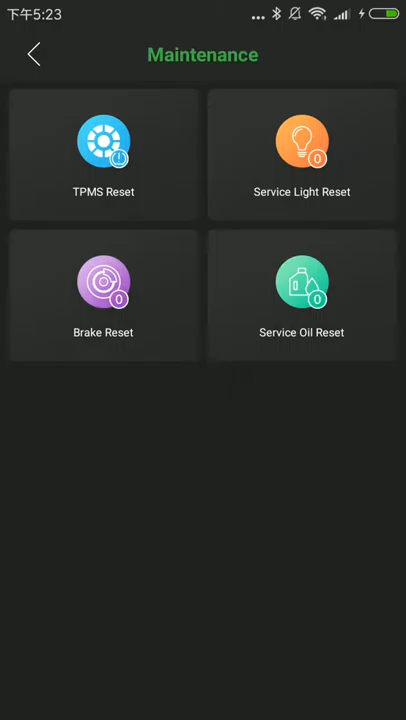 下午5:23
Maintenance
TPMS Reset
Service Light Reset
Brake Reset
Service Oil Reset